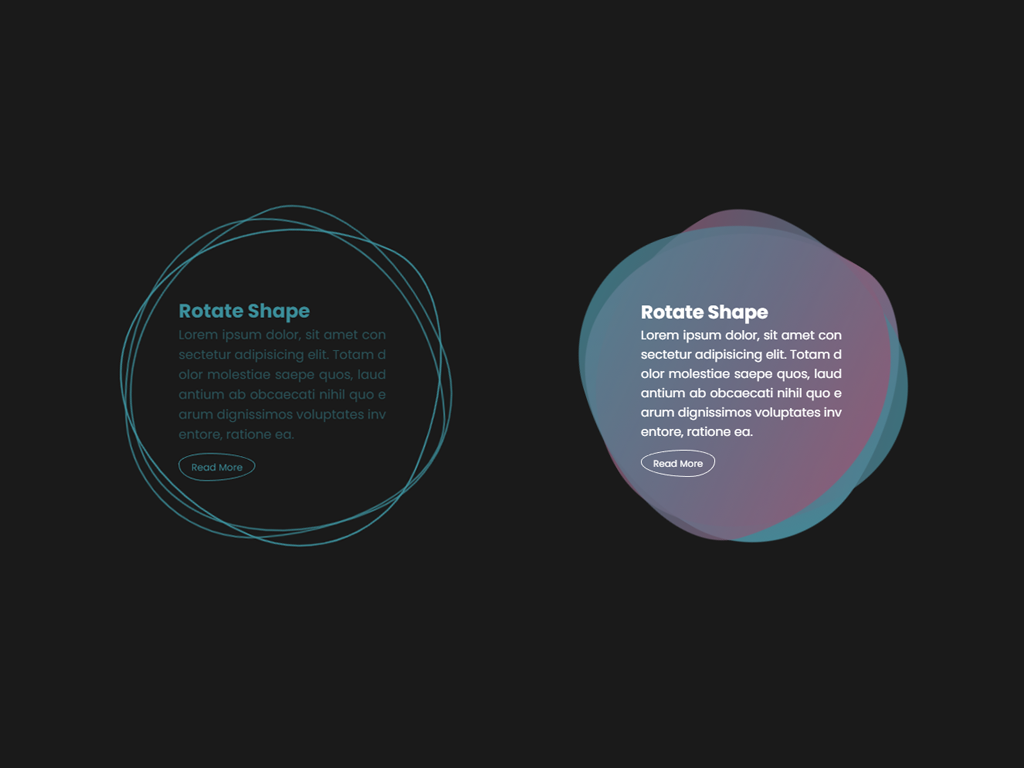 Rotate Shape
Lorem ipsum dolor, sit amet con
sectetur adipisicing elit. Totam d
olor molestiae saepe quos, laud
antium ab obcaecati nihil quo e
arum dignissimos voluptates inv
entore, ratione ea.
Read More
Rotate Shape
Lorem ipsum dolor, sit amet con
sectetur adipisicing elit. Totam d
olor molestiae saepe quos, laud
antium ab obcaecati nihil quo e
arum dignissimos voluptates inv
entore, ratione ea.
Read More